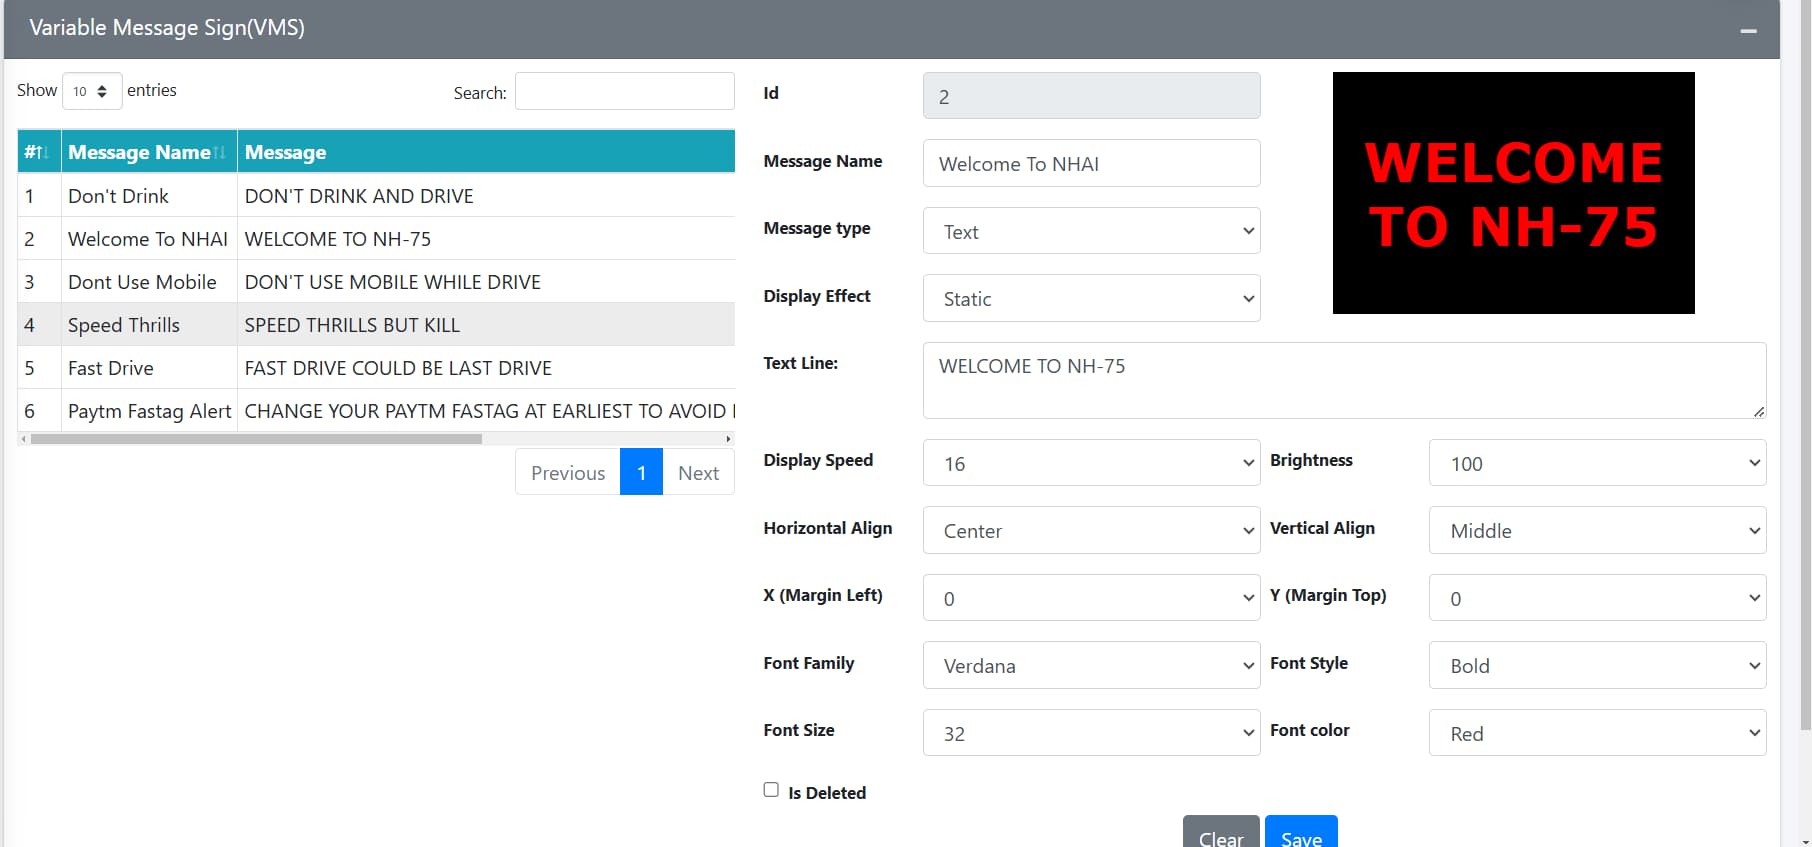 Variable Message Sign(VMS)
Show 10 entries
Search:
# Message Name Message
1 Don't Drink DON'T DRINK AND DRIVE
2 Welcome To NHAI WELCOME TO NH-75
3 Dont Use Mobile DON'T USE MOBILE WHILE DRIVE
4 Speed Thrills SPEED THRILLS BUT KILL
5 Fast Drive FAST DRIVE COULD BE LAST DRIVE
6 Paytm Fastag Alert CHANGE YOUR PAYTM FASTAG AT EARLIEST TO AVOID
Previous 1 Next
Id 2
Message Name Welcome To NHAI
Message type Text
Display Effect Static
WELCOME
TO NH-75
Text Line: WELCOME TO NH-75
Display Speed 16 Brightness 100
Horizontal Align Center Vertical Align Middle
X (Margin Left) 0 Y (Margin Top) 0
Font Family Verdana Font Style Bold
Font Size 32 Font color Red
Is Deleted
Clear Save